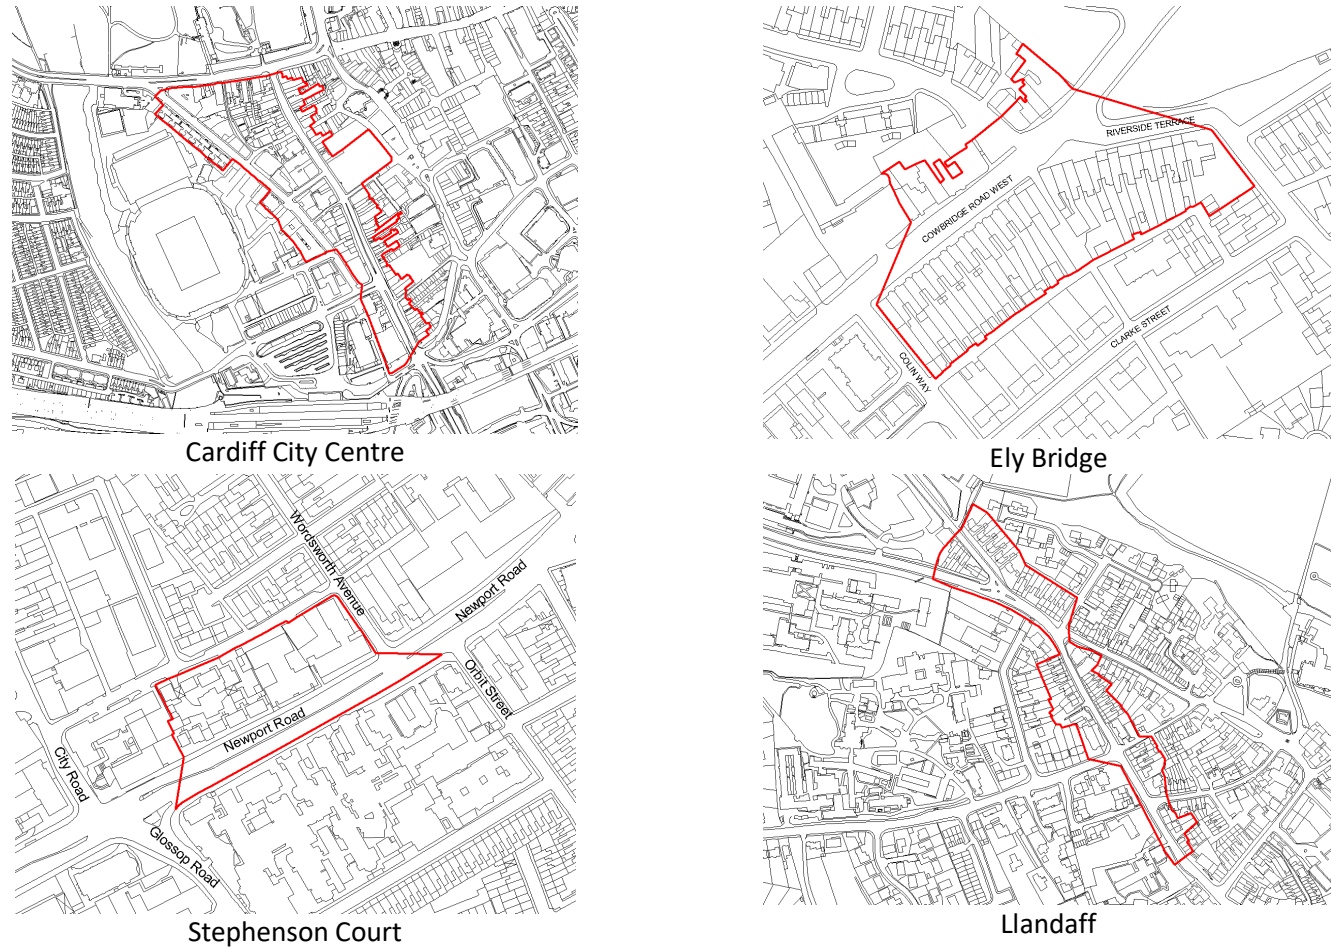 Cardiff City Centre
RIVERSIDE TERRACE
COWBRIDGE ROAD WEST
CLARKE STREET
COLIN WAY
Ely Bridge
Wordsworth Avenue
Newport Road
Orbit Street
Newport Road
City Road
Glossop Road
Stephenson Court
Llandaff